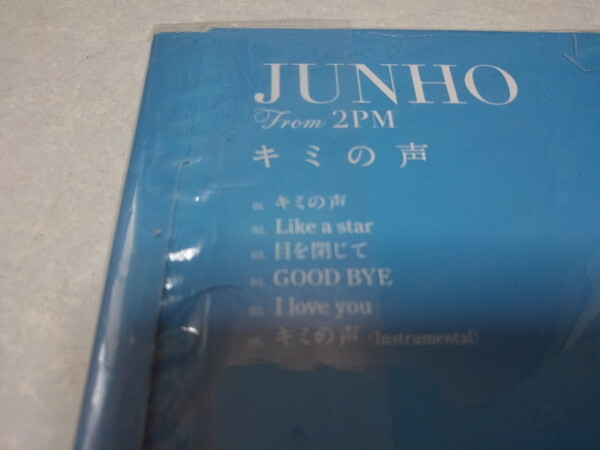 JUNHO
From 2PM
キミの声
01. キミの声
02. Like a star
03. 目を閉じて
04. GOOD BYE
05. I love you
06. キミの声 (Instrumental)